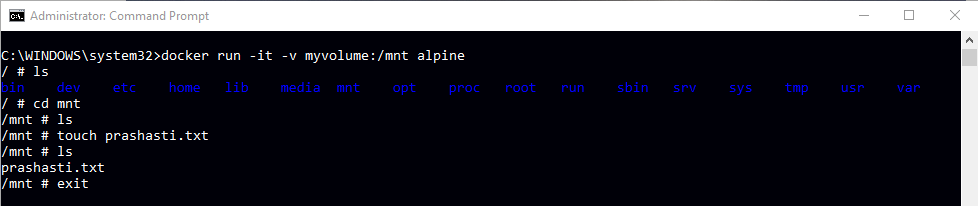 Administrator: Command Prompt
C:\WINDOWS\system32>docker run -it -v myvolume:/mnt alpine
/ # ls
bin    dev    etc    home   lib    media  mnt    opt    proc   root   run    sbin   srv    sys    tmp    usr    var
/ # cd mnt
/mnt # ls
/mnt # touch prashasti.txt
/mnt # ls
prashasti.txt
/mnt # exit